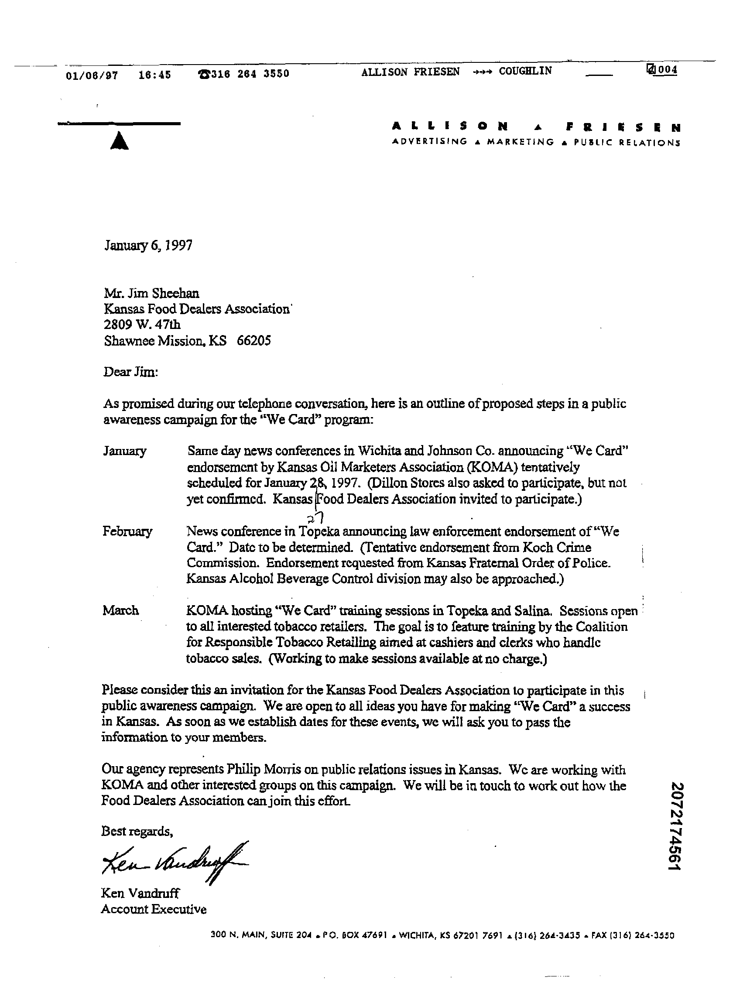 01/06/97 16:45 ☎316 264 3550 ALLISON FRIESEN →→→ COUGHLIN 004
ALLISON ▲ FRIESEN
ADVERTISING ▲ MARKETING ▲ PUBLIC RELATIONS
January 6, 1997
Mr. Jim Sheehan
Kansas Food Dealers Association
2809 W. 47th
Shawnee Mission, KS 66205
Dear Jim:
As promised during our telephone conversation, here is an outline of proposed steps in a public
awareness campaign for the "We Card" program:
January Same day news conferences in Wichita and Johnson Co. announcing "We Card"
endorsement by Kansas Oil Marketers Association (KOMA) tentatively
scheduled for January 28, 1997. (Dillon Stores also asked to participate, but not
yet confirmed. Kansas Food Dealers Association invited to participate.)
27
February News conference in Topeka announcing law enforcement endorsement of "We
Card." Date to be determined. (Tentative endorsement from Koch Crime
Commission. Endorsement requested from Kansas Fraternal Order of Police.
Kansas Alcohol Beverage Control division may also be approached.)
March KOMA hosting "We Card" training sessions in Topeka and Salina. Sessions open
to all interested tobacco retailers. The goal is to feature training by the Coalition
for Responsible Tobacco Retailing aimed at cashiers and clerks who handle
tobacco sales. (Working to make sessions available at no charge.)
Please consider this an invitation for the Kansas Food Dealers Association to participate in this
public awareness campaign. We are open to all ideas you have for making "We Card" a success
in Kansas. As soon as we establish dates for these events, we will ask you to pass the
information to your members.
Our agency represents Philip Morris on public relations issues in Kansas. We are working with
KOMA and other interested groups on this campaign. We will be in touch to work out how the
Food Dealers Association can join this effort.
Best regards,
Ken Vandruff
Ken Vandruff
Account Executive
300 N. MAIN, SUITE 204 ▲ P.O. BOX 47691 ▲ WICHITA, KS 67201 7691 ▲ (316) 264-3435 ▲ FAX (316) 264-3550
2072174561